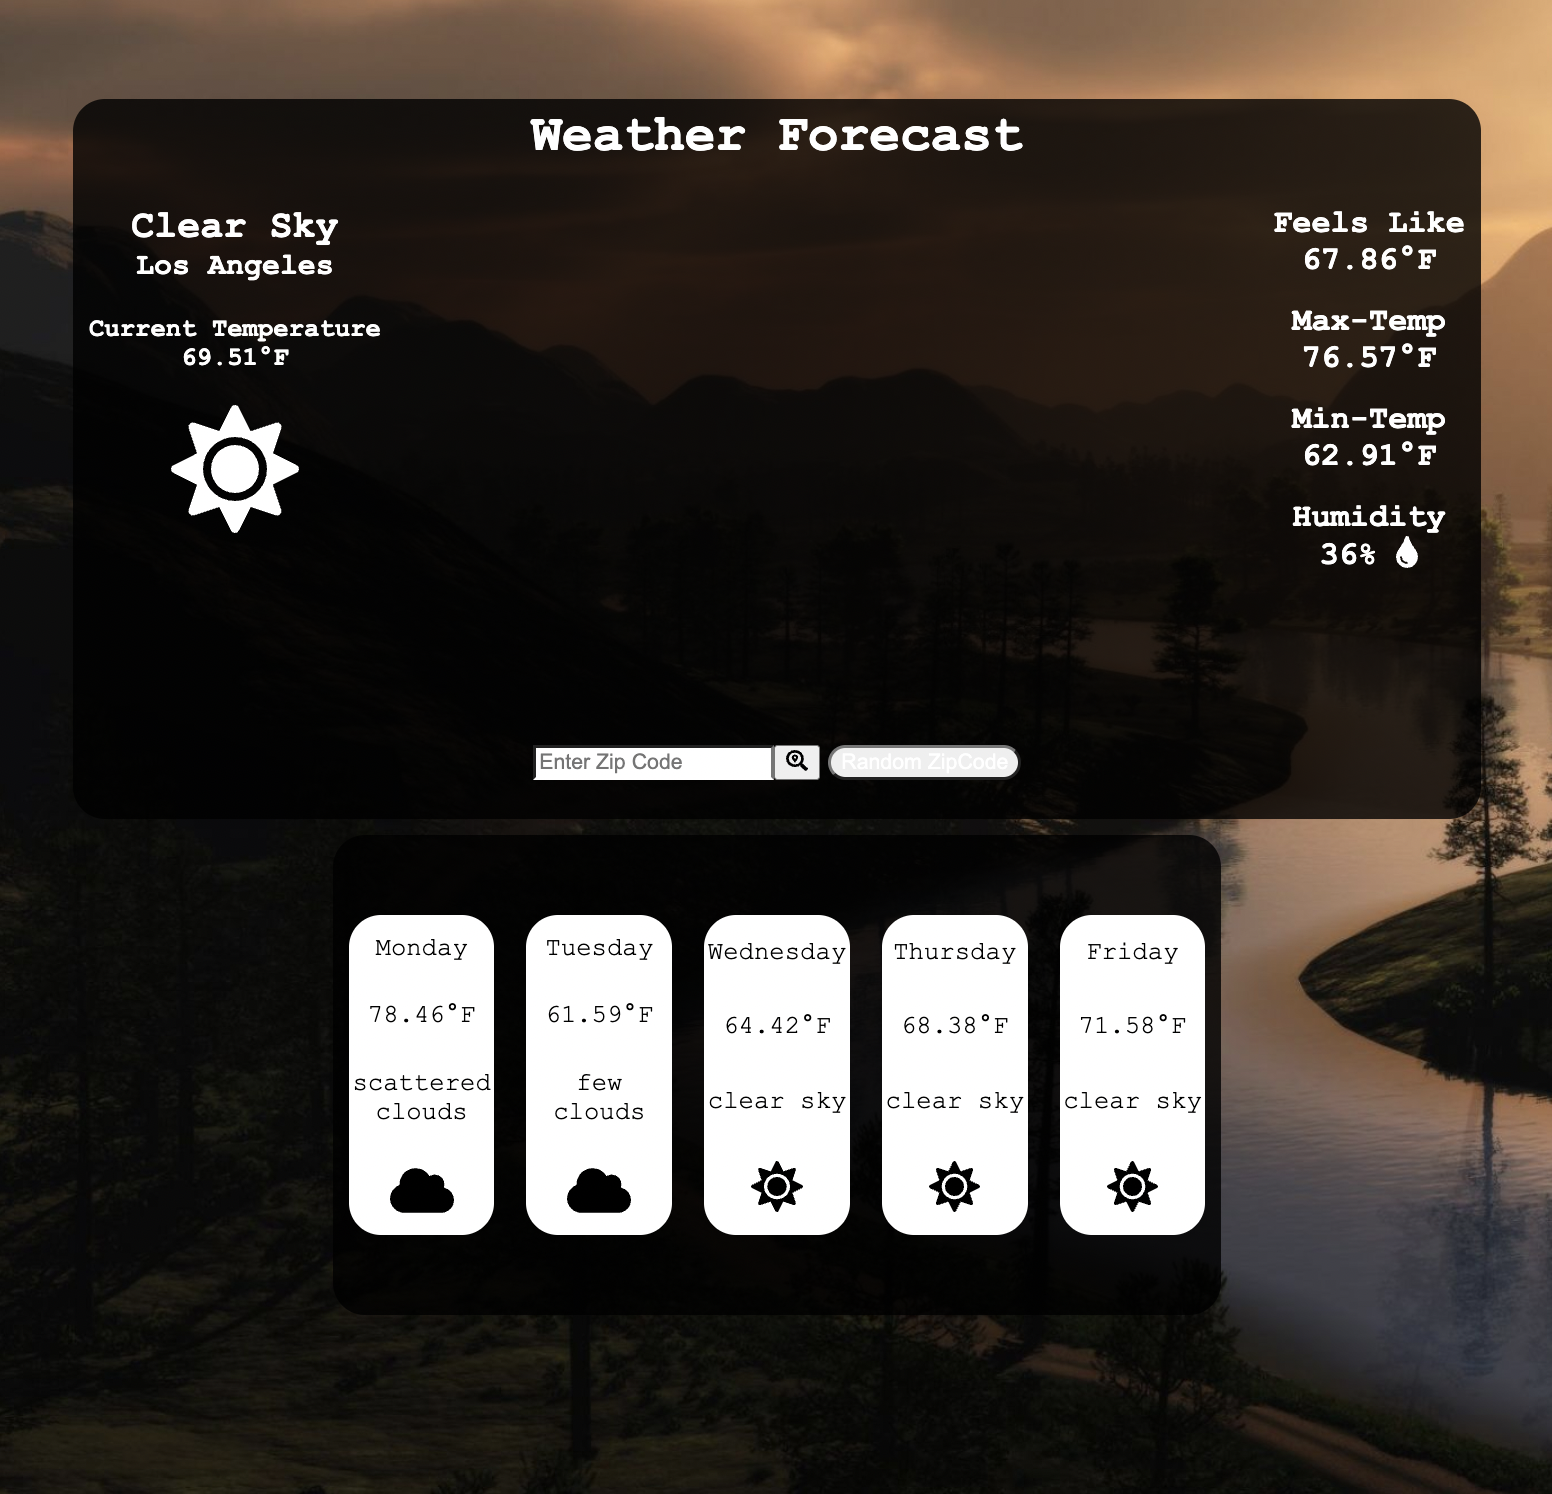 Weather Forecast
Clear Sky
Los Angeles
Current Temperature
69.51°F
Feels Like
67.86°F
Max-Temp
76.57°F
Min-Temp
62.91°F
Humidity
36%
Enter Zip Code
Random ZipCode
Monday
78.46°F
scattered
clouds
Tuesday
61.59°F
few
clouds
Wednesday
64.42°F
clear sky
Thursday
68.38°F
clear sky
Friday
71.58°F
clear sky